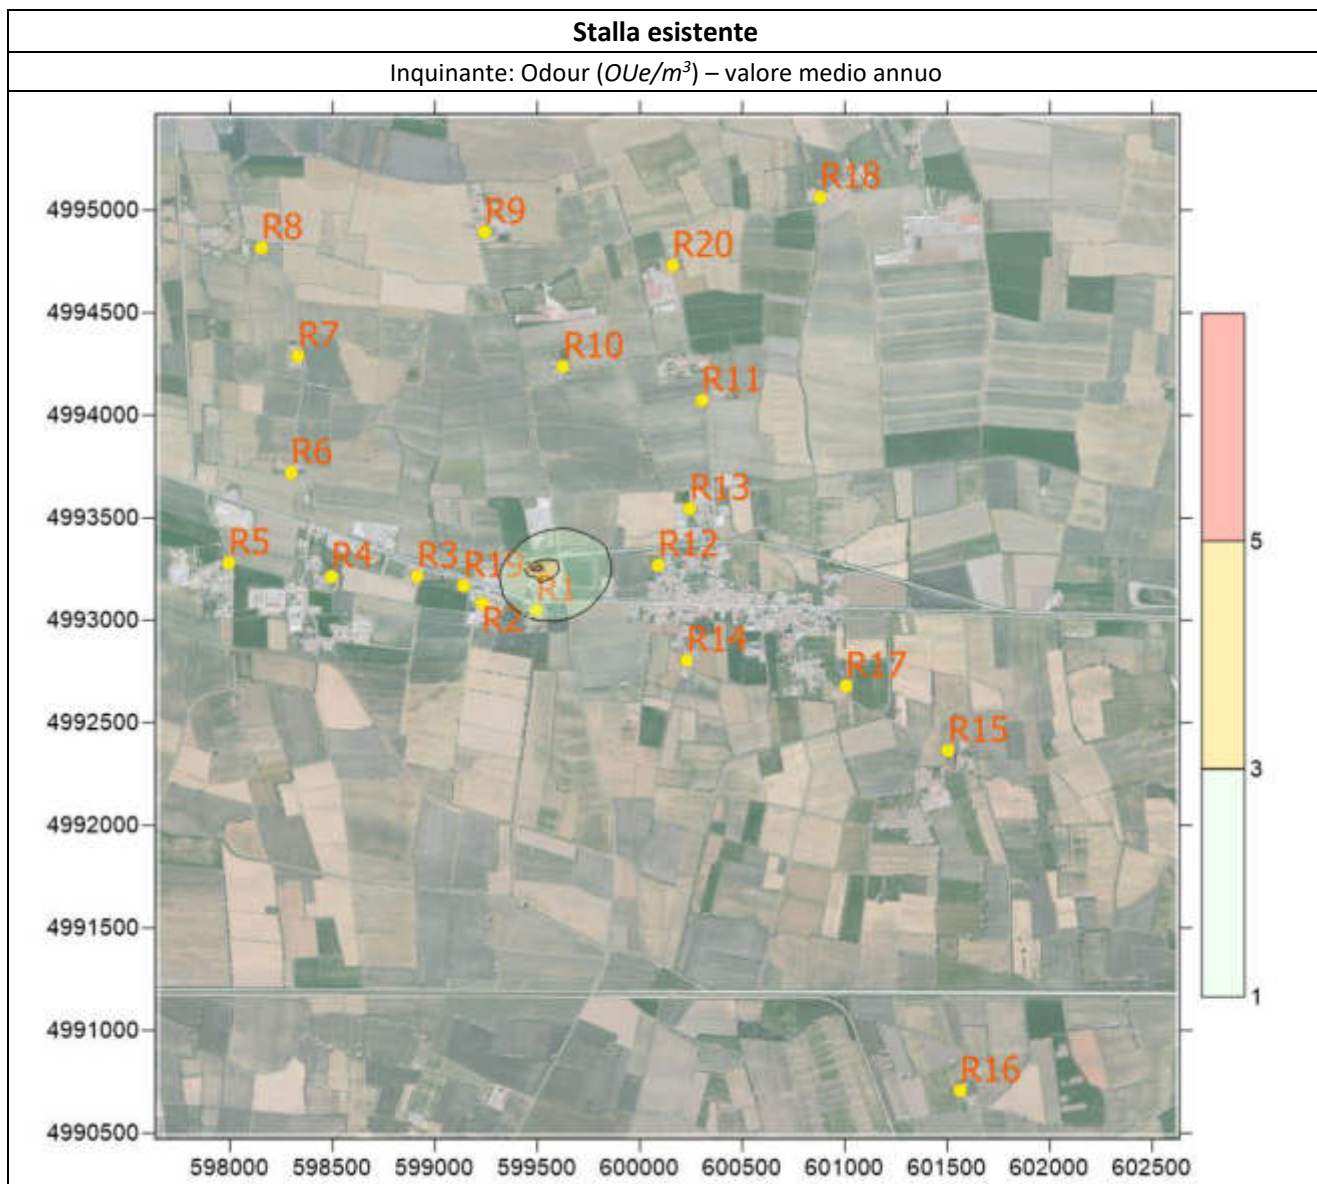 Stalla esistente
Inquinante: Odour (OUe/m³) – valore medio annuo
R18
4995000
R9
R8
R20
4994500
R7
R10
R11
4994000
R6
R13
4993500
R5
R4
R3
R19
R12
R1
5
4993000
R2
R14
R17
4992500
R15
3
4992000
4991500
1
4991000
R16
4990500
598000 598500 599000 599500 600000 600500 601000 601500 602000 602500